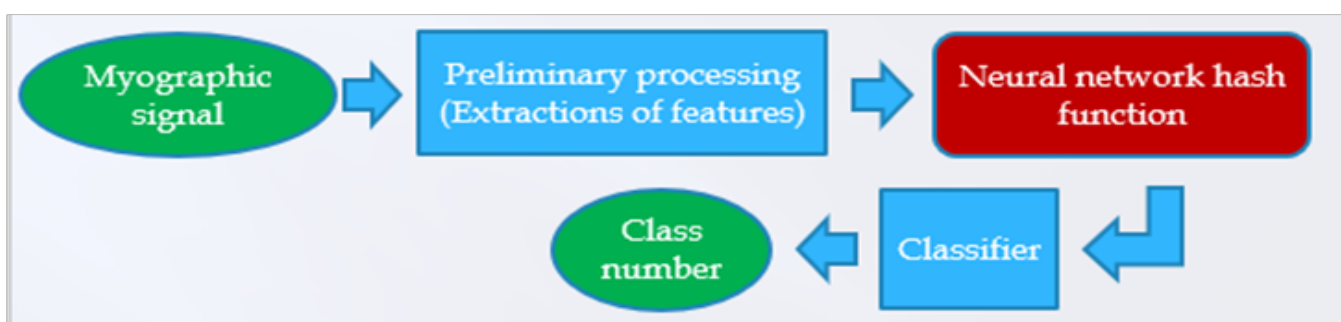 Myographic
signal
Preliminary processing
(Extractions of features)
Neural network hash
function
Classifier
Class
number